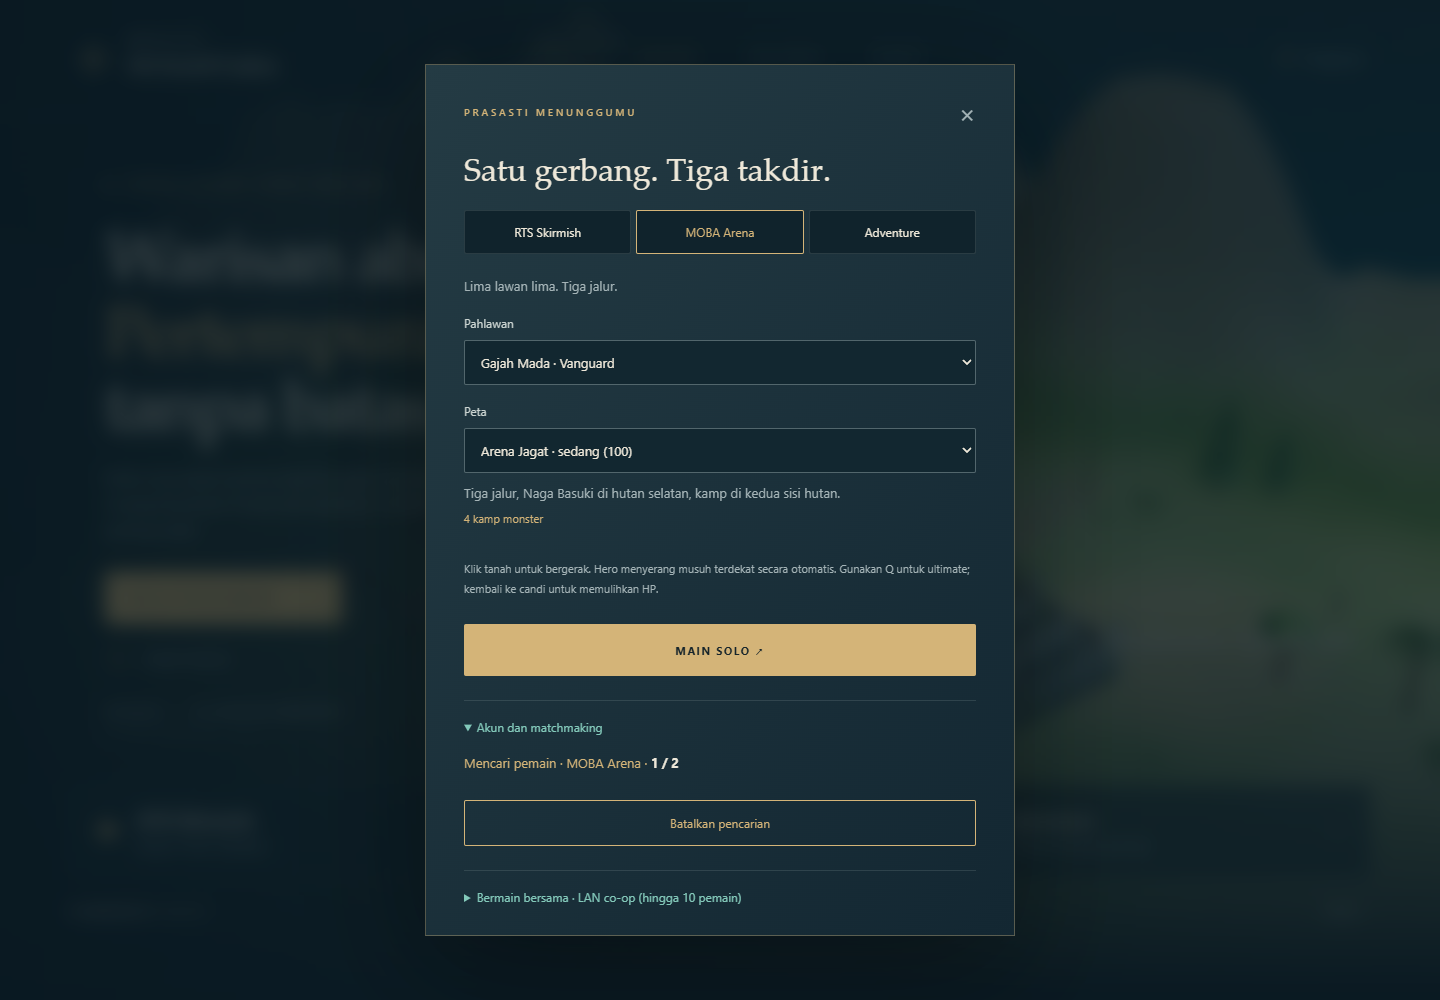 PRASASTI MENUNGGUMU
✕
Satu gerbang. Tiga takdir.
RTS Skirmish
MOBA Arena
Adventure
Lima lawan lima. Tiga jalur.
Pahlawan
Gajah Mada · Vanguard
Peta
Arena Jagat · sedang (100)
Tiga jalur, Naga Basuki di hutan selatan, kamp di kedua sisi hutan.
4 kamp monster
Klik tanah untuk bergerak. Hero menyerang musuh terdekat secara otomatis. Gunakan Q untuk ultimate;
kembali ke candi untuk memulihkan HP.
MAIN SOLO ↗
▼ Akun dan matchmaking
Mencari pemain · MOBA Arena · 1 / 2
Batalkan pencarian
▶ Bermain bersama · LAN co-op (hingga 10 pemain)